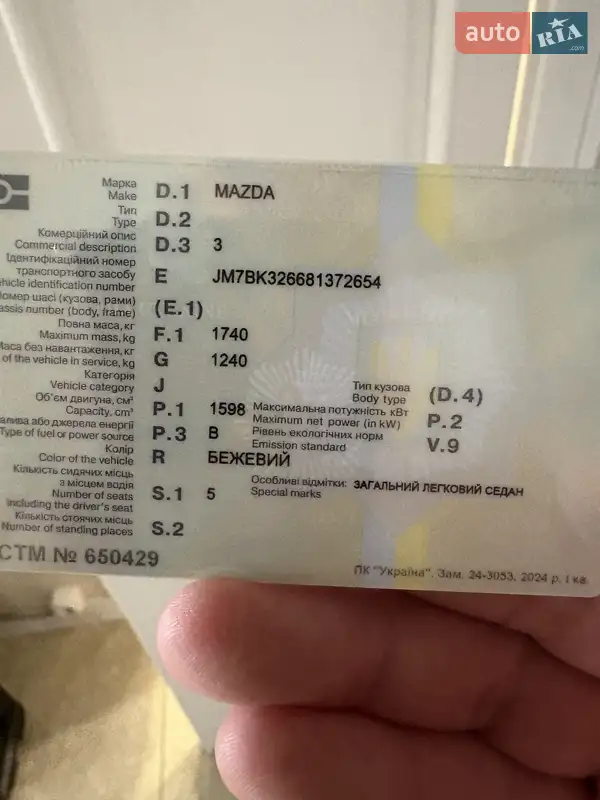 auto RIA .com
Марка
Make D.1 MAZDA
Тип
Type D.2
Комерційний опис
Commercial description D.3 3
Ідентифікаційний номер
транспортного засобу
hicle identification number E JM7BK326681372654
омер шасі (кузова, рами)
assis number (body, frame) (E.1)
Повна маса, кг
Maximum mass, kg F.1 1740
Маса без навантаження, кг
of the vehicle in service, kg G 1240
Категорія
Vehicle category J
Тип кузова
Body type (D.4)
Об'єм двигуна, см³
Capacity, cm³ P.1 1598
Максимальна потужність кВт
Maximum net power (in kW) P.2
алива або джерела енергії
Type of fuel or power source P.3 B
Рівень екологічних норм
Emission standard V.9
Колір
Color of the vehicle R БЕЖЕВИЙ
Кількість сидячих місць
з місцем водія
Number of seats
including the driver's seat S.1 5
Особливі відмітки: ЗАГАЛЬНИЙ ЛЕГКОВИЙ СЕДАН
Special marks
Кількість стоячих місць
Number of standing places S.2
СТМ № 650429
ПК "Україна". Зам. 24-3053, 2024 р. I кв.